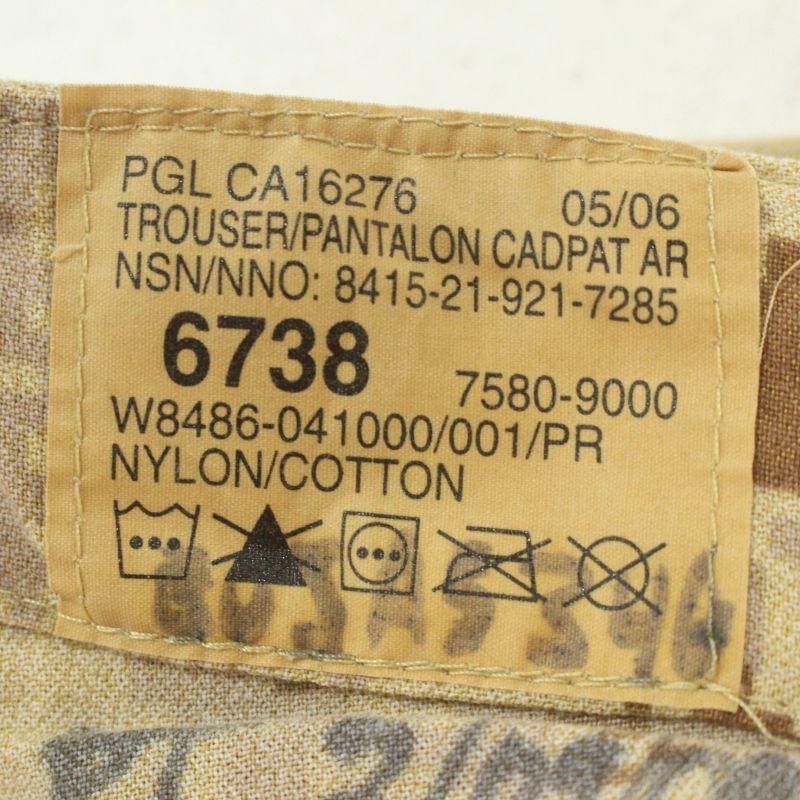 PGL CA16276 05/06
TROUSER/PANTALON CADPAT AR
NSN/NNO: 8415-21-921-7285
6738 7580-9000
W8486-041000/001/PR
NYLON/COTTON